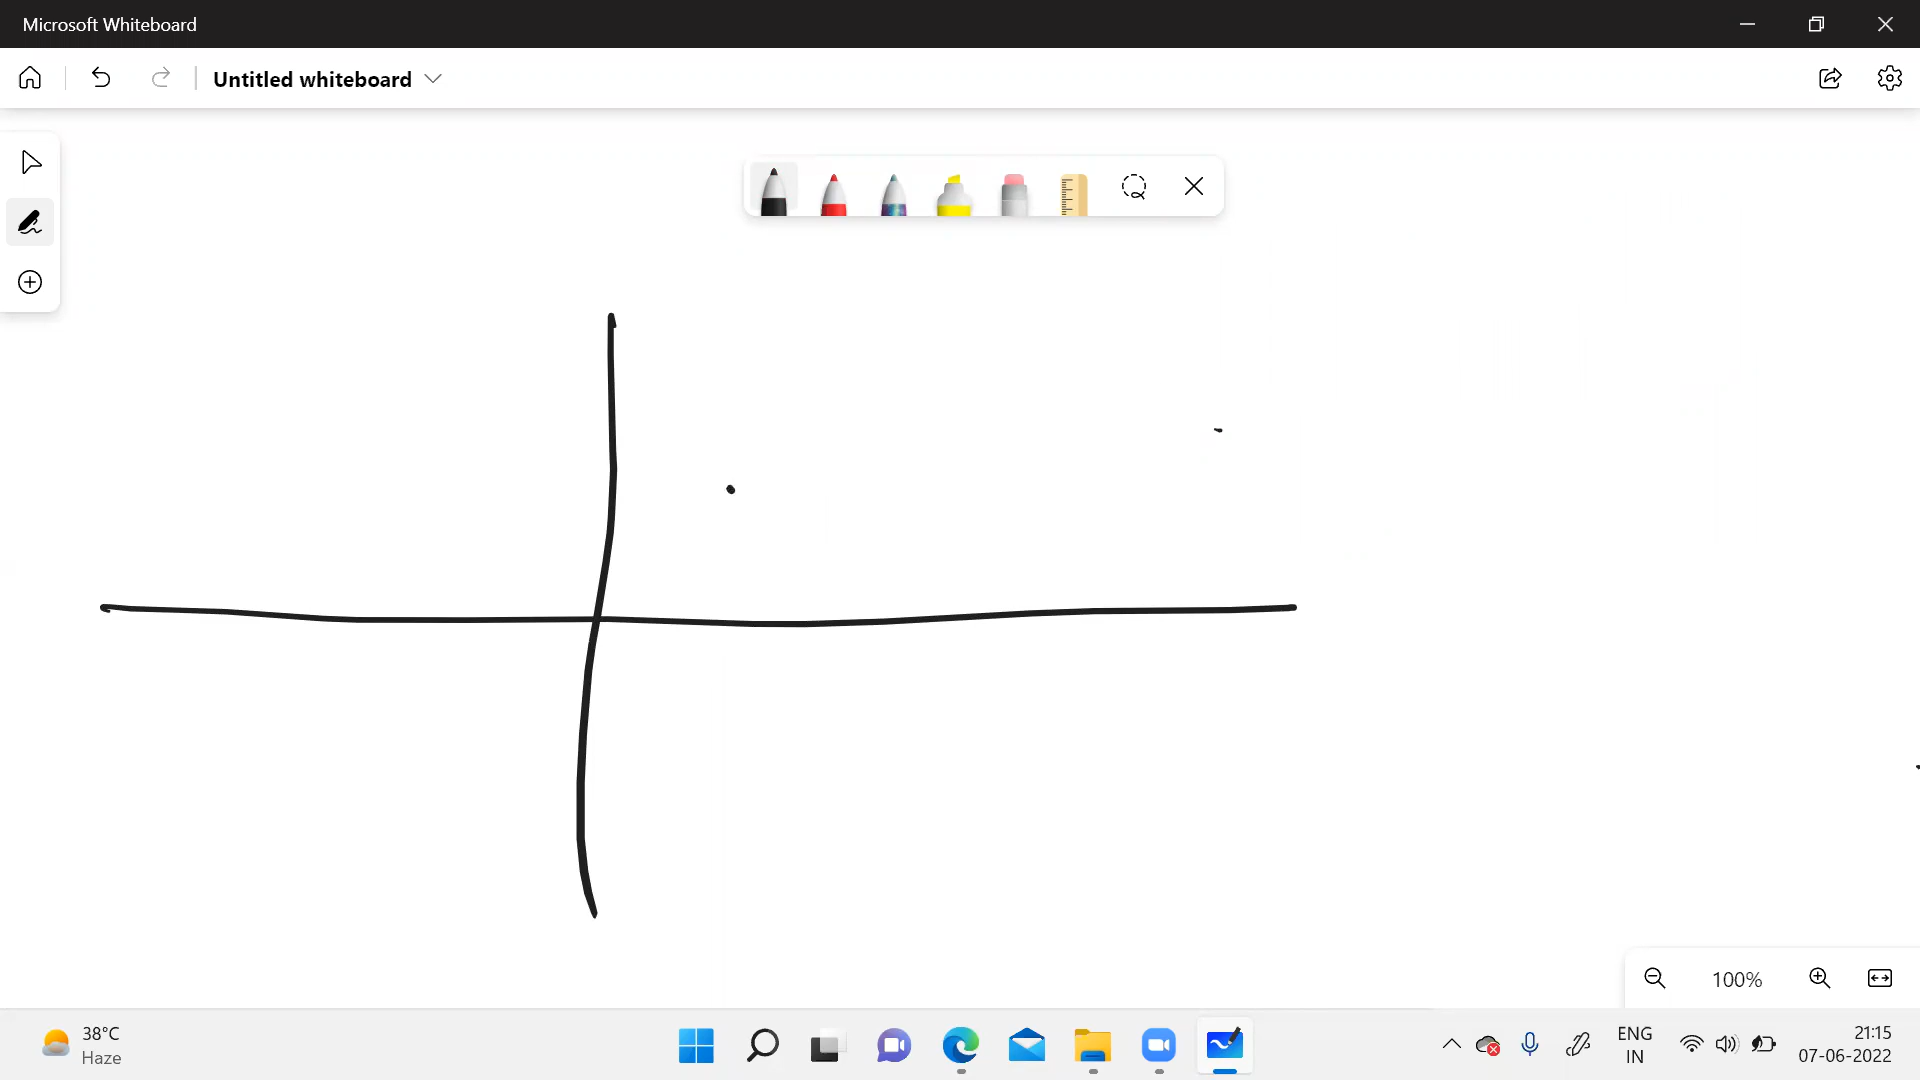 Microsoft Whiteboard
Untitled whiteboard
100%
38°C
Haze
ENG
IN
21:15
07-06-2022